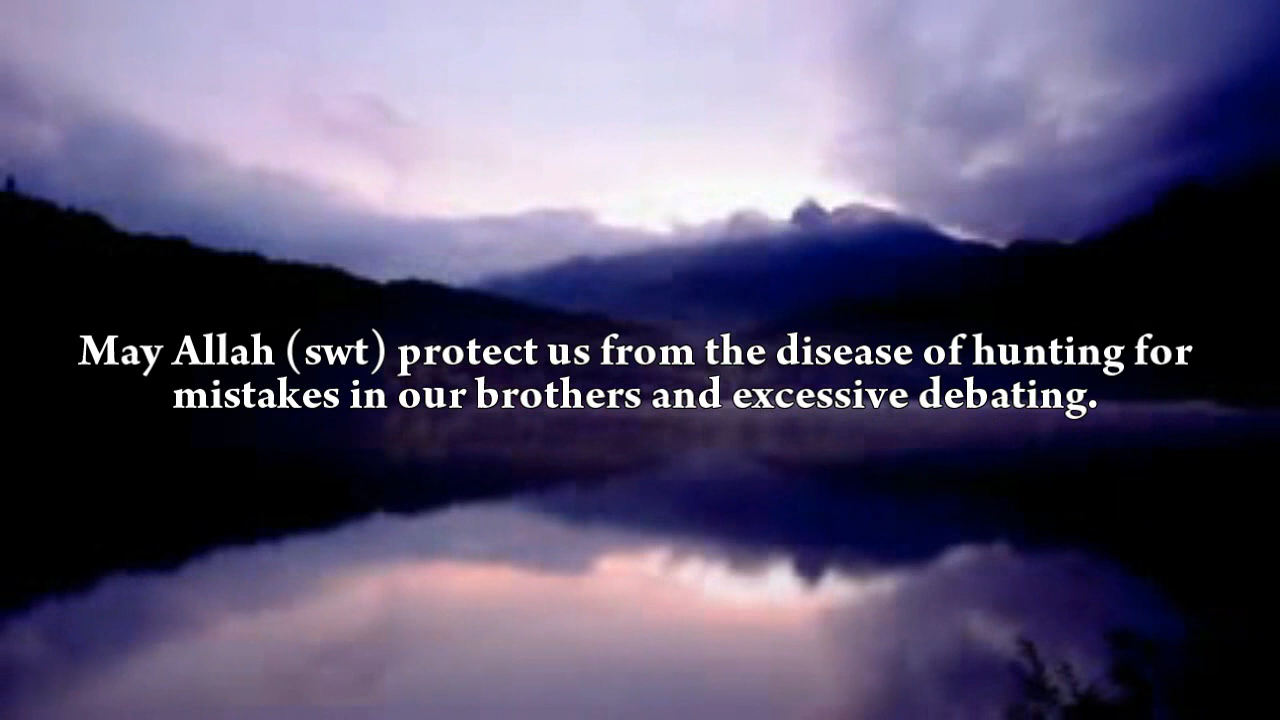 May Allah (swt) protect us from the disease of hunting for
mistakes in our brothers and excessive debating.